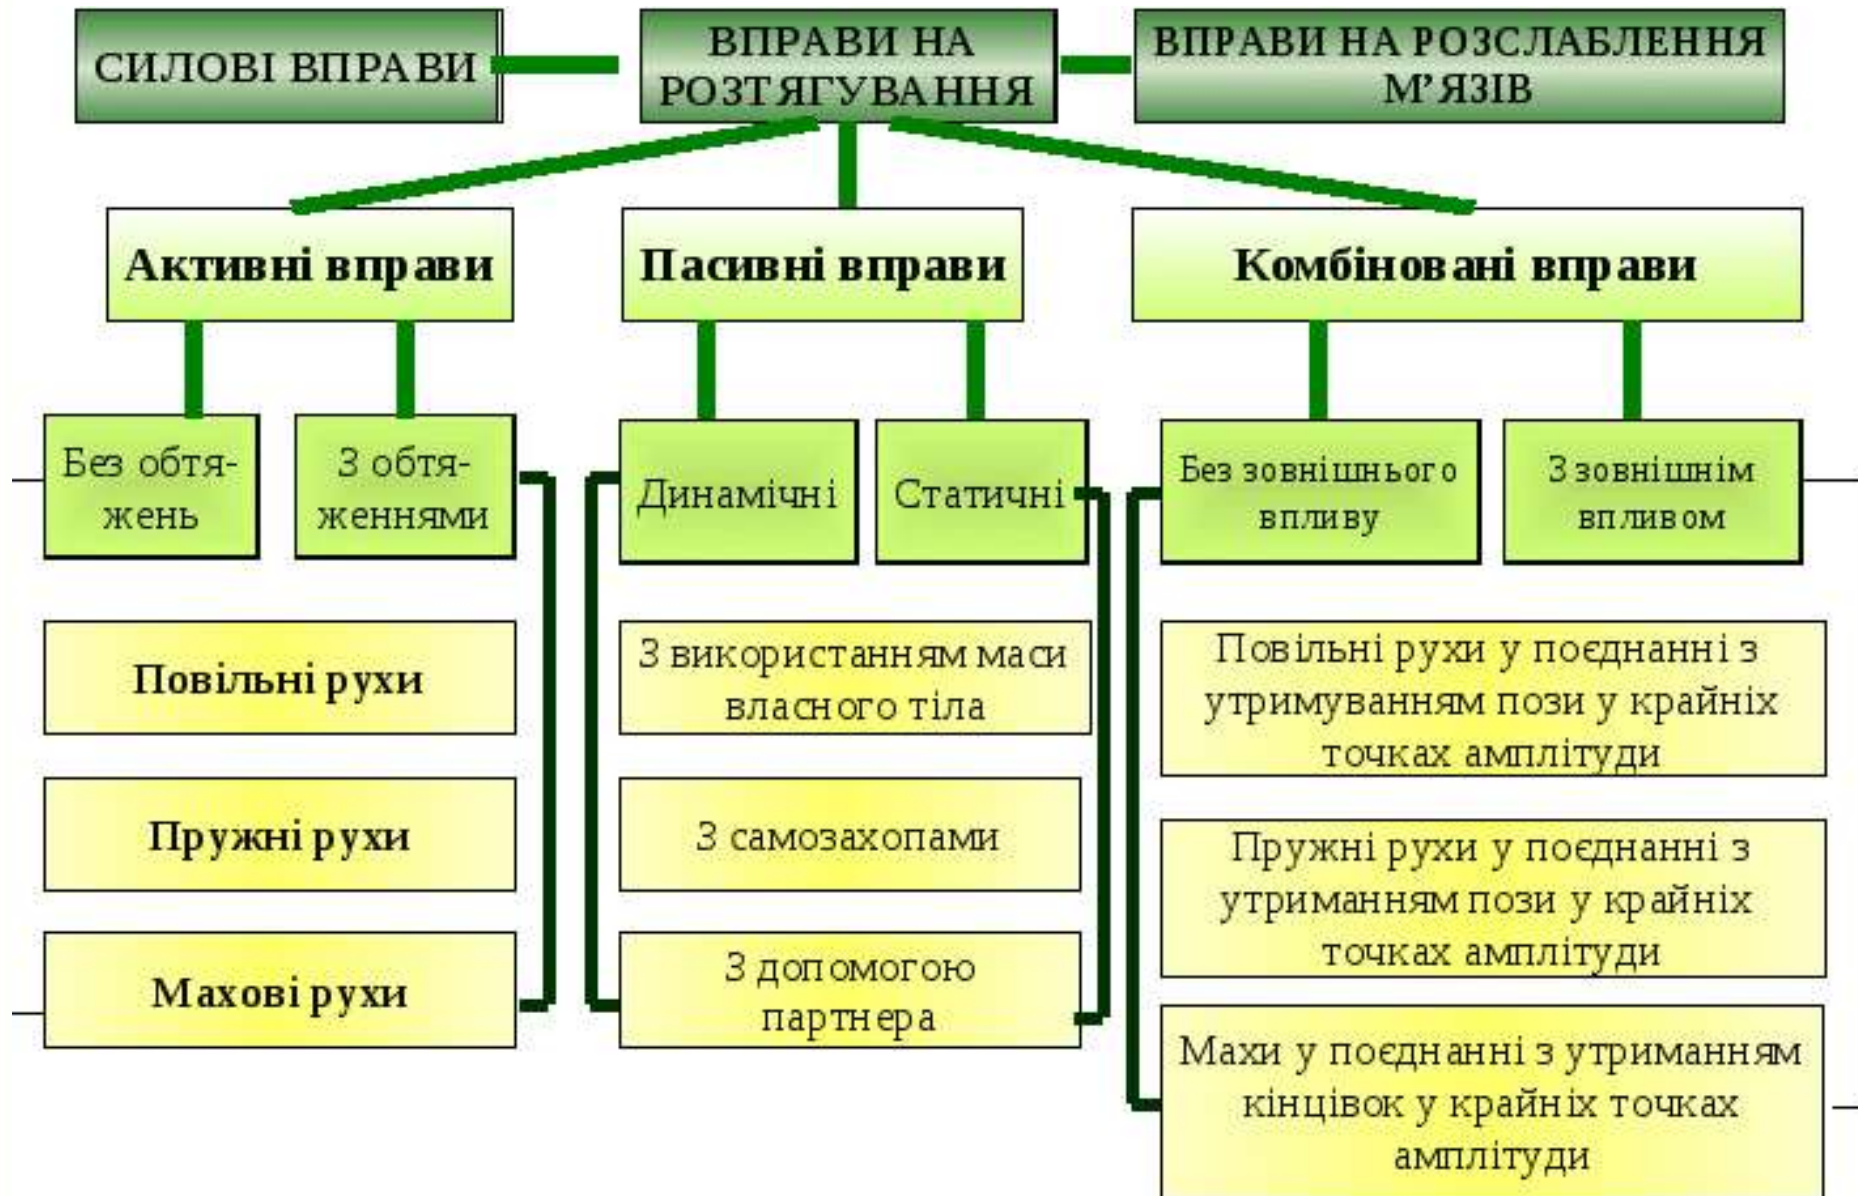 СИЛОВІ ВПРАВИ
ВПРАВИ НА
РОЗТЯГУВАННЯ
ВПРАВИ НА РОЗСЛАБЛЕННЯ
М’ЯЗІВ
Активні вправи
Пасивні вправи
Комбіновані вправи
Без обтя-
жень
З обтя-
женнями
Динамічні
Статичні
Без зовнішнього
впливу
З зовнішнім
впливом
Повільні рухи
Пружні рухи
Махові рухи
З використанням маси
власного тіла
З самозахопами
З допомогою
партнера
Повільні рухи у поєднанні з
утримуванням пози у крайніх
точках амплітуди
Пружні рухи у поєднанні з
утриманням пози у крайніх
точках амплітуди
Махи у поєднанні з утриманням
кінцівок у крайніх точках
амплітуди